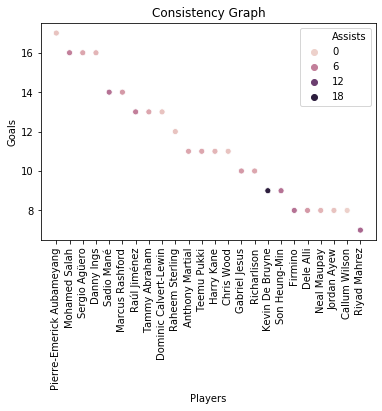 Consistency Graph
Assists
0
6
12
18
16
14
12
10
8
Goals
Pierre-Emerick Aubameyang
Mohamed Salah
Sergio Agüero
Danny Ings
Sadio Mané
Marcus Rashford
Raúl Jiménez
Tammy Abraham
Dominic Calvert-Lewin
Raheem Sterling
Anthony Martial
Teemu Pukki
Harry Kane
Chris Wood
Gabriel Jesus
Richarlison
Kevin De Bruyne
Son Heung-Min
Firmino
Dele Alli
Neal Maupay
Jordan Ayew
Callum Wilson
Riyad Mahrez
Players